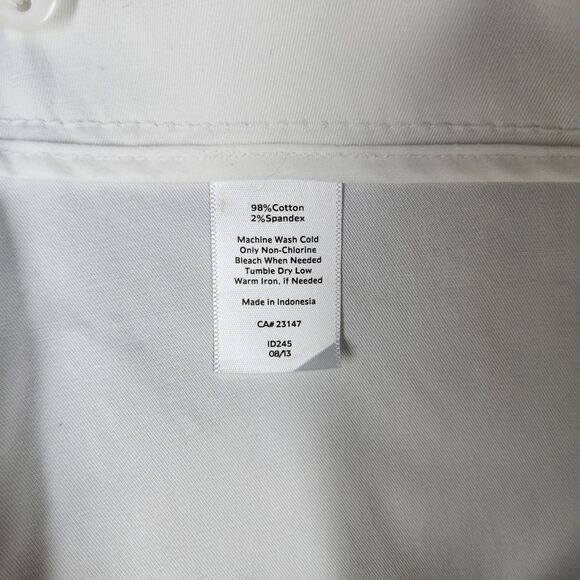 98%Cotton
2%Spandex
Machine Wash Cold
Only Non-Chlorine
Bleach When Needed
Tumble Dry Low
Warm Iron, if Needed
Made in Indonesia
CA# 23147
ID245
08/13